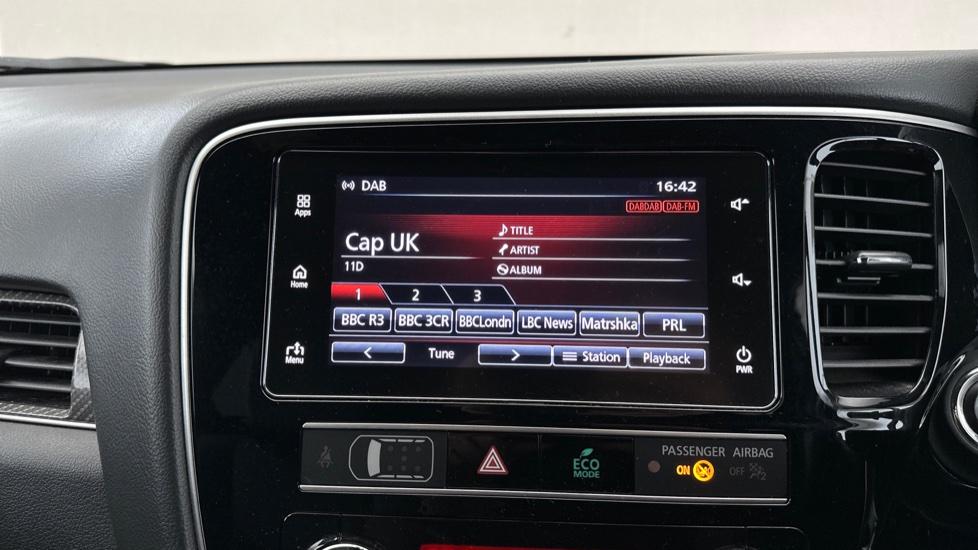 DAB 16:42
DABDAB DAB-FM
Apps
TITLE
Cap UK
ARTIST
11D
ALBUM
Home
1 2 3
BBC R3 BBC 3CR BBCLondn LBC News Matrshka PRL
Menu
< Tune > Station Playback
PWR
PASSENGER AIRBAG
ECO
MODE
ON OFF